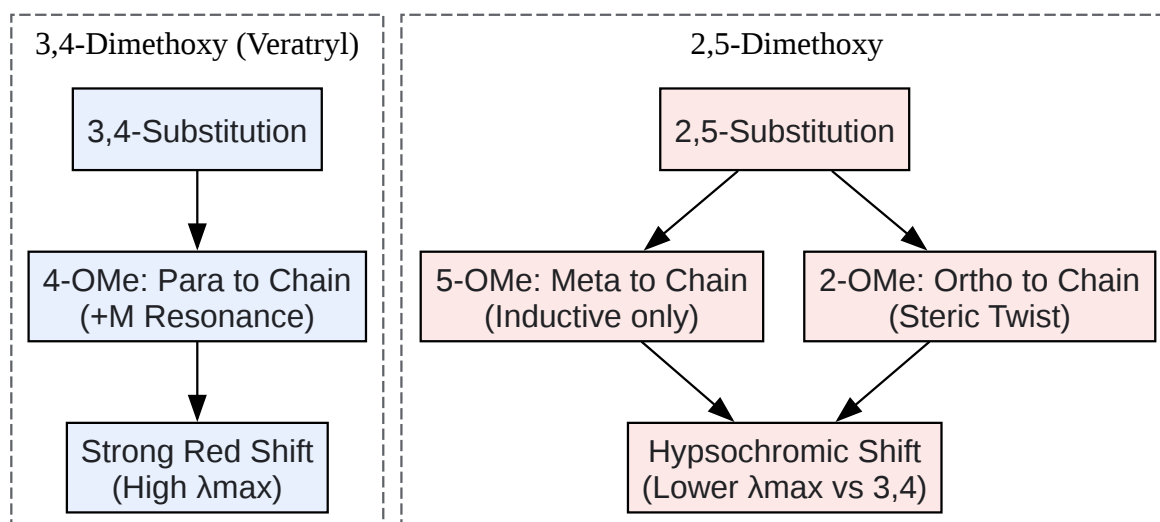 3,4-Dimethoxy (Veratryl)
3,4-Substitution
4-OMe: Para to Chain
(+M Resonance)
Strong Red Shift
(High λmax)
2,5-Dimethoxy
2,5-Substitution
5-OMe: Meta to Chain
(Inductive only)
2-OMe: Ortho to Chain
(Steric Twist)
Hypsochromic Shift
(Lower λmax vs 3,4)